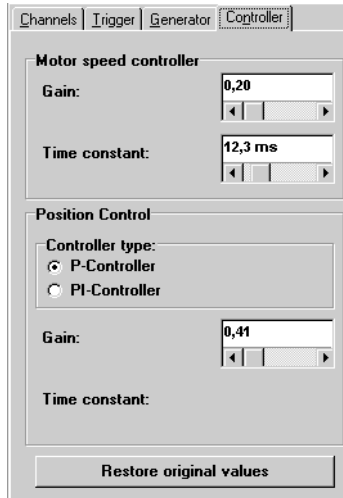 Channels Trigger Generator Controller
Motor speed controller
Gain: 0,20
Time constant: 12,3 ms
Position Control
Controller type:
P-Controller
PI-Controller
Gain: 0,41
Time constant:
Restore original values